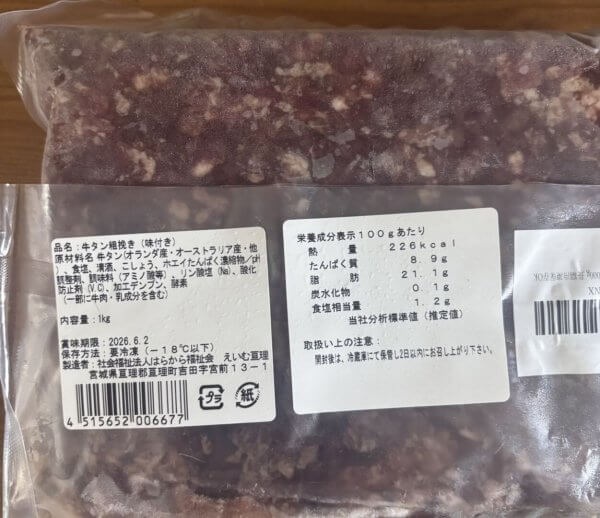 品名：牛タン粗挽き（味付き）
原材料名 牛タン（オランダ産・オーストラリア産・他
）、食塩、清酒、こしょう、ホエイたんぱく濃縮物／pH
調整剤、調味料（アミノ酸等）、リン酸塩（Na）、酸化
防止剤（V.C）、加工デンプン、酵素
（一部に牛肉・乳成分を含む）
内容量：1kg
賞味期限：2026.6.2
保存方法：要冷凍（－18℃以下）
製造者：社会福祉法人はらから福祉会　えいむ亘理
宮城県亘理郡亘理町吉田字宮前13－1
4 515652 006677
プラ
紙
栄養成分表示100gあたり
熱　　量　226kcal
たんぱく質　8.9g
脂　　質　21.1g
炭水化物　0.1g
食塩相当量　1.2g
当社分析標準値（推定値）
取扱い上の注意：
開封後は、冷蔵庫にて保管し2日以内にお召し上がり下さい。